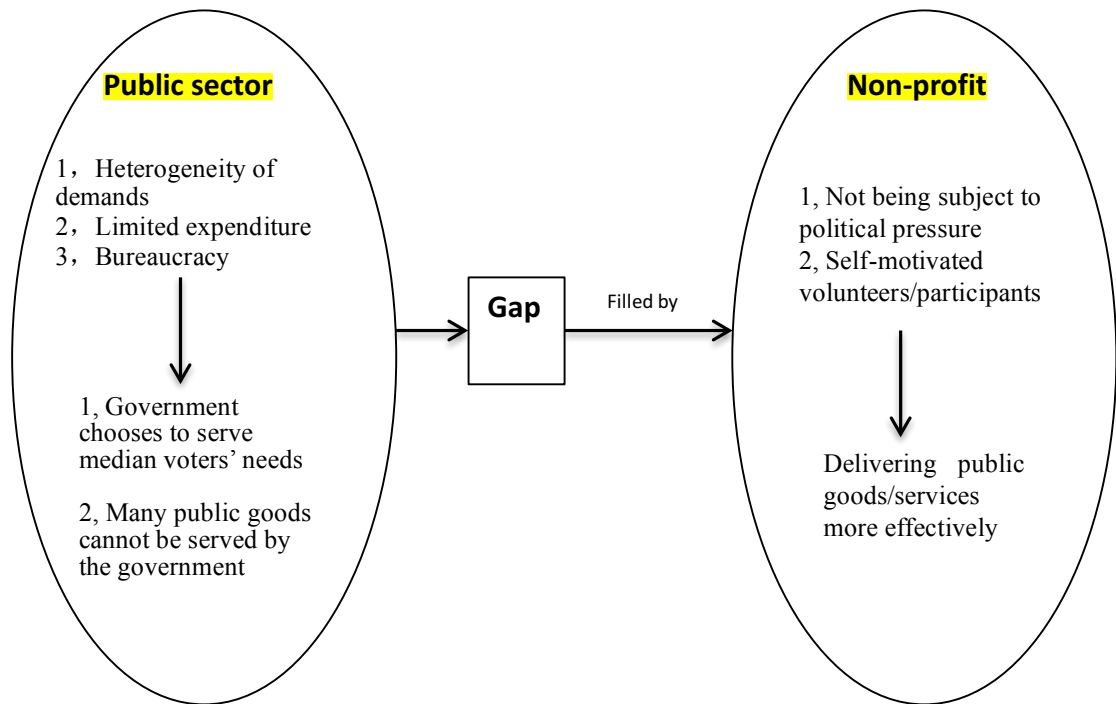 Public sector
1，Heterogeneity of
demands
2，Limited expenditure
3，Bureaucracy
1, Government
chooses to serve
median voters’ needs
2, Many public goods
cannot be served by
the government
Gap
Filled by
Non-profit
1, Not being subject to
political pressure
2, Self-motivated
volunteers/participants
Delivering public
goods/services
more effectively